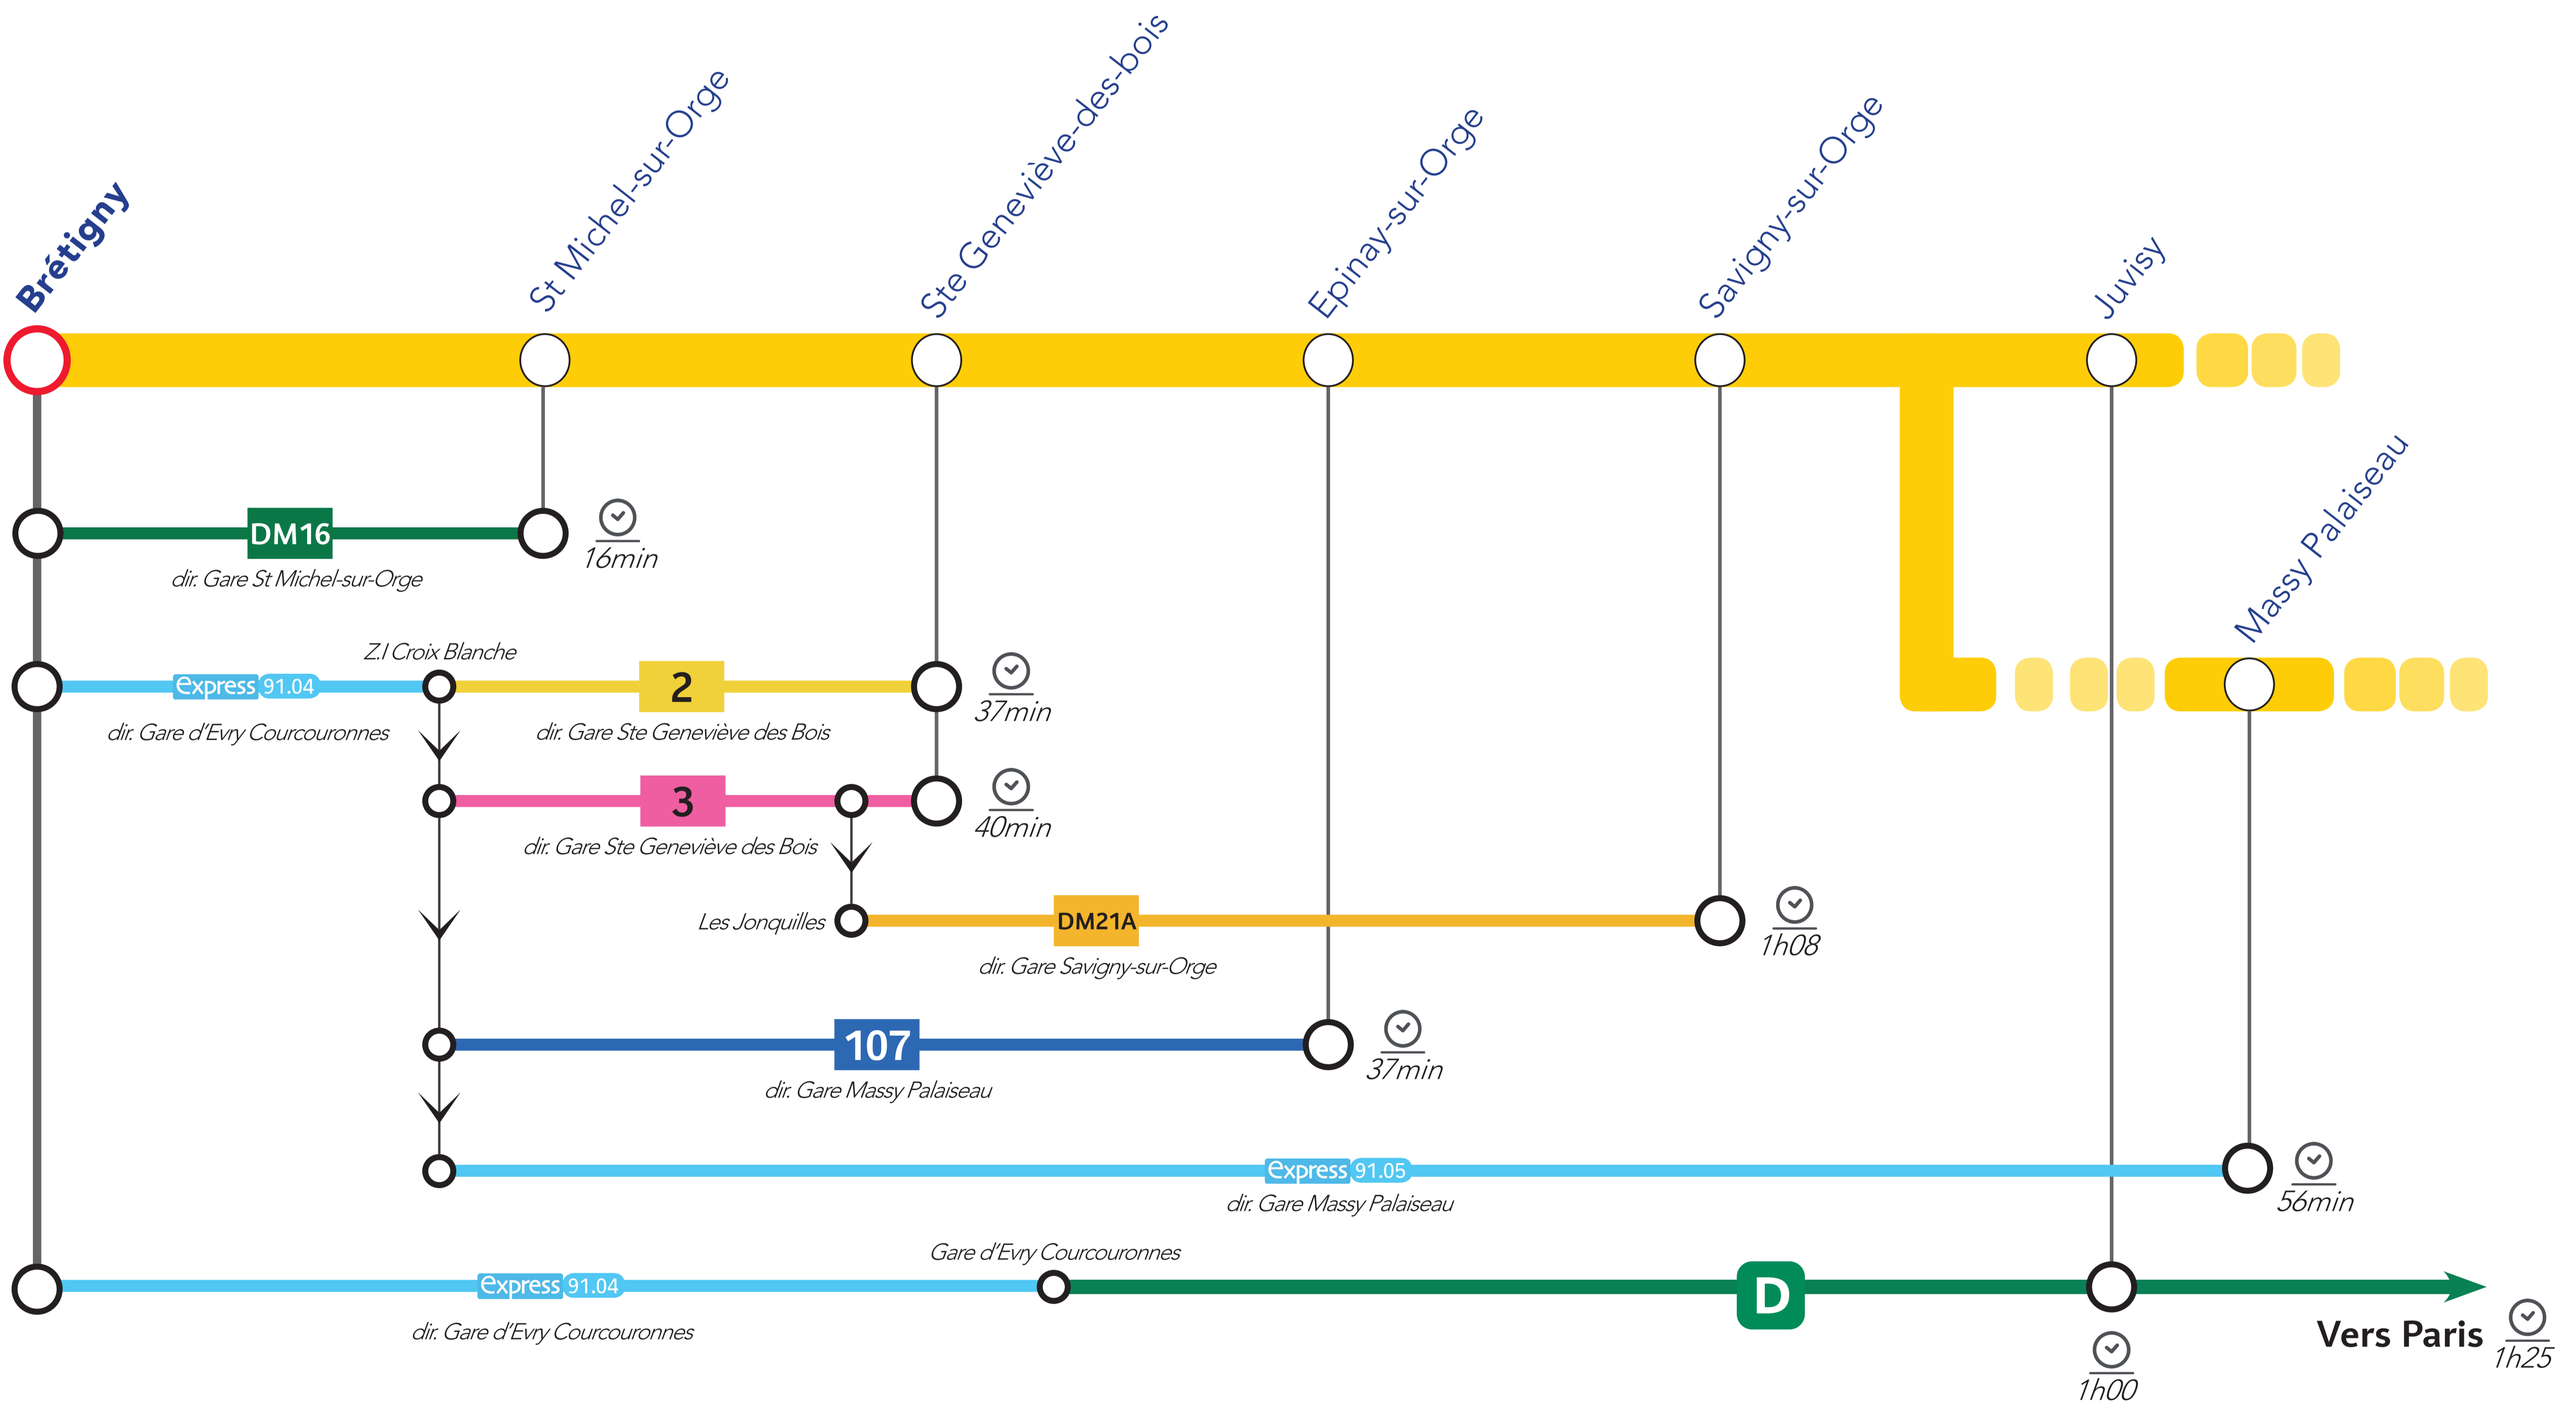 Brétigny
St Michel-sur-Orge
Ste Geneviève-des-bois
Epinay-sur-Orge
Savigny-sur-Orge
Juvisy
Massy Palaiseau
DM16
16min
dir. Gare St Michel-sur-Orge
Z.I Croix Blanche
express 91.04
2
37min
dir. Gare d'Evry Courcouronnes
dir. Gare Ste Geneviève des Bois
3
40min
dir. Gare Ste Geneviève des Bois
Les Jonquilles
DM21A
1h08
dir. Gare Savigny-sur-Orge
107
37min
dir. Gare Massy Palaiseau
express 91.05
56min
dir. Gare Massy Palaiseau
Gare d'Evry Courcouronnes
express 91.04
D
dir. Gare d'Evry Courcouronnes
Vers Paris
1h25
1h00